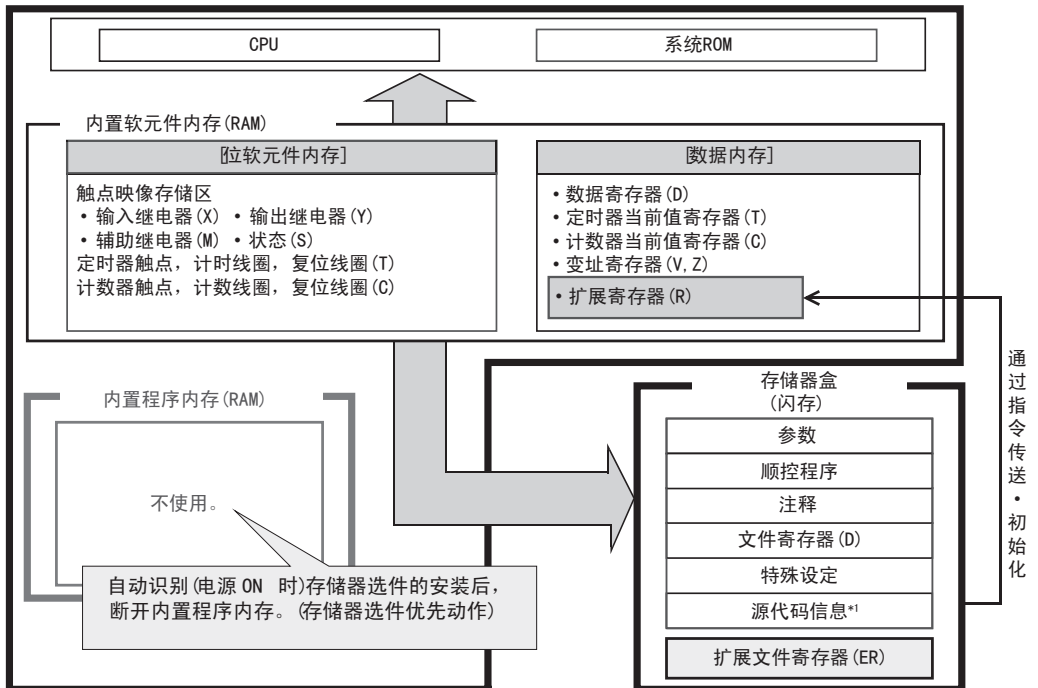 CPU
系统ROM
内置软元件内存(RAM)
[位软元件内存]
触点映像存储区
•输入继电器(X) •输出继电器(Y)
•辅助继电器(M) •状态(S)
定时器触点，计时线圈，复位线圈(T)
计数器触点，计数线圈，复位线圈(C)
[数据内存]
•数据寄存器(D)
•定时器当前值寄存器(T)
•计数器当前值寄存器(C)
•变址寄存器(V,Z)
•扩展寄存器(R)
通过指令传送•初始化
内置程序内存(RAM)
不使用。
自动识别(电源 ON 时)存储器选件的安装后，
断开内置程序内存。(存储器选件优先动作)
存储器盒
(闪存)
参数
顺控程序
注释
文件寄存器(D)
特殊设定
源代码信息*1
扩展文件寄存器(ER)